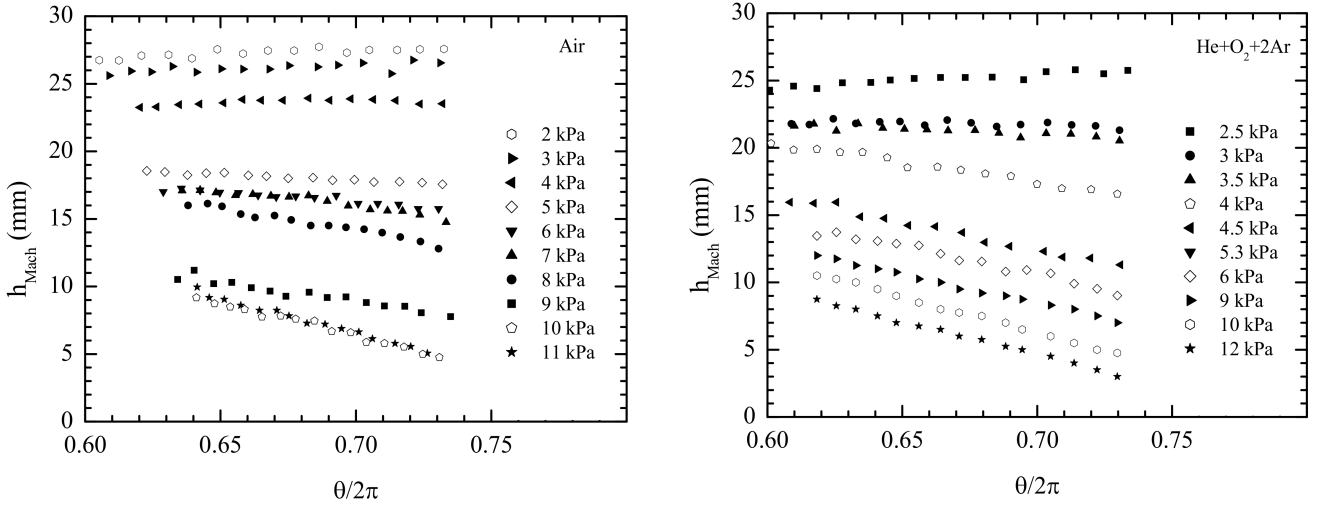 30
25
20
15
10
5
0
h_Mach (mm)
Air
2 kPa
3 kPa
4 kPa
5 kPa
6 kPa
7 kPa
8 kPa
9 kPa
10 kPa
11 kPa
0.60
0.65
0.70
0.75
θ/2π
30
25
20
15
10
5
0
h_Mach (mm)
He+O₂+2Ar
2.5 kPa
3 kPa
3.5 kPa
4 kPa
4.5 kPa
5.3 kPa
6 kPa
9 kPa
10 kPa
12 kPa
0.60
0.65
0.70
0.75
θ/2π